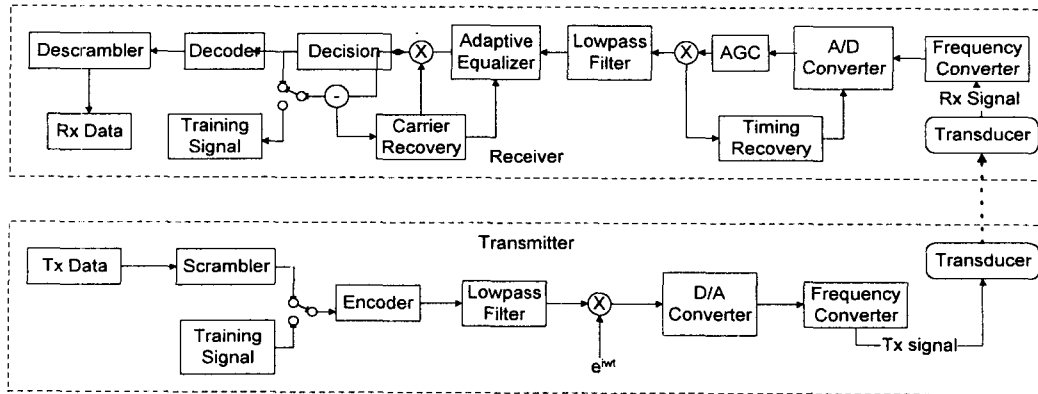 Descrambler
Decoder
Decision
X
Adaptive
Equalizer
Lowpass
Filter
X
AGC
A/D
Converter
Frequency
Converter
Rx Signal
-
Rx Data
Training
Signal
Carrier
Recovery
Receiver
Timing
Recovery
Transducer
Transmitter
Tx Data
Scrambler
Transducer
Encoder
Lowpass
Filter
X
D/A
Converter
Frequency
Converter
Training
Signal
Tx signal
e^iwt